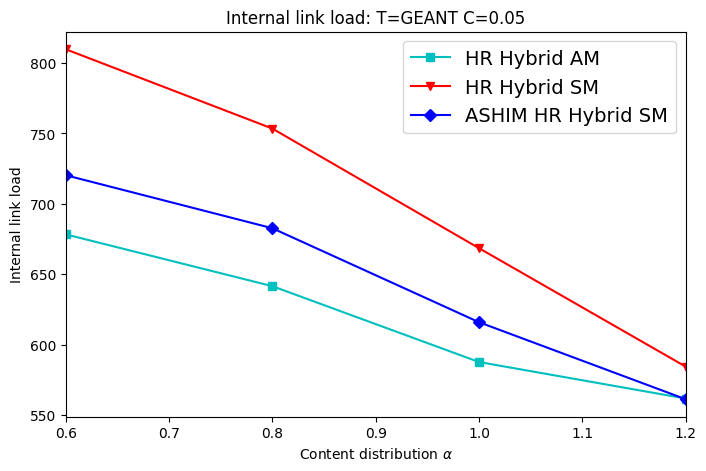 Internal link load: T=GEANT C=0.05
HR Hybrid AM
HR Hybrid SM
ASHIM HR Hybrid SM
Internal link load
800
750
700
650
600
550
0.6
0.7
0.8
0.9
1.0
1.1
1.2
Content distribution α